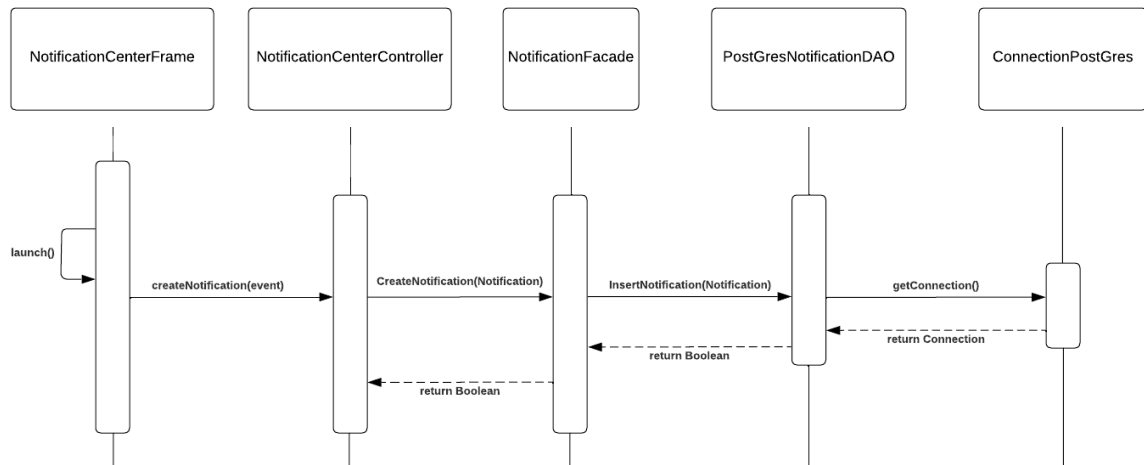 NotificationCenterFrame
NotificationCenterController
NotificationFacade
PostGresNotificationDAO
ConnectionPostGres
launch()
createNotification(event)
CreateNotification(Notification)
InsertNotification(Notification)
getConnection()
return Connection
return Boolean
return Boolean